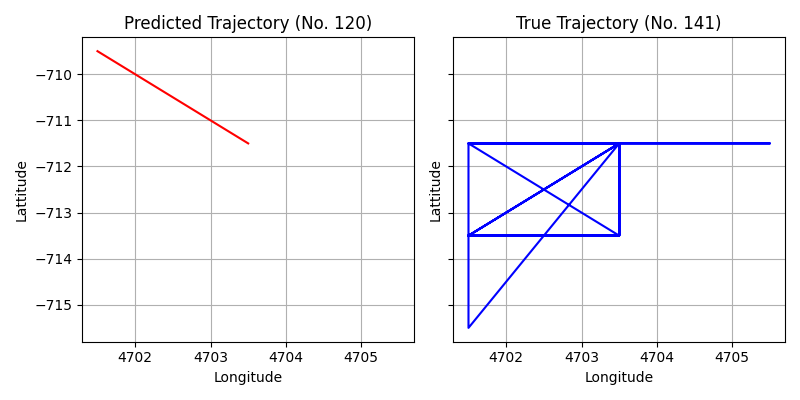 Predicted Trajectory (No. 120)
True Trajectory (No. 141)
−710
−711
−712
−713
−714
−715
Lattitude
Lattitude
4702 4703 4704 4705
4702 4703 4704 4705
Longitude
Longitude